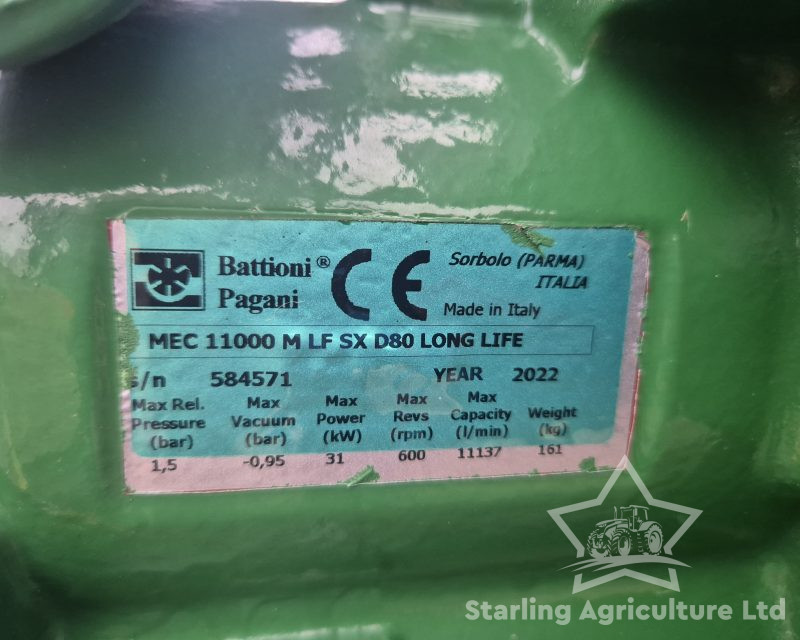 Battioni ®
Pagani
CE
Sorbolo (PARMA)
ITALIA
Made in Italy
MEC 11000 M LF SX D80 LONG LIFE
s/n 584571 YEAR 2022
Max Rel. Pressure (bar) Max Vacuum (bar) Max Power (kW) Max Revs (rpm) Max Capacity (l/min) Weight (kg)
1,5 -0,95 31 600 11137 161
Starling Agriculture Ltd